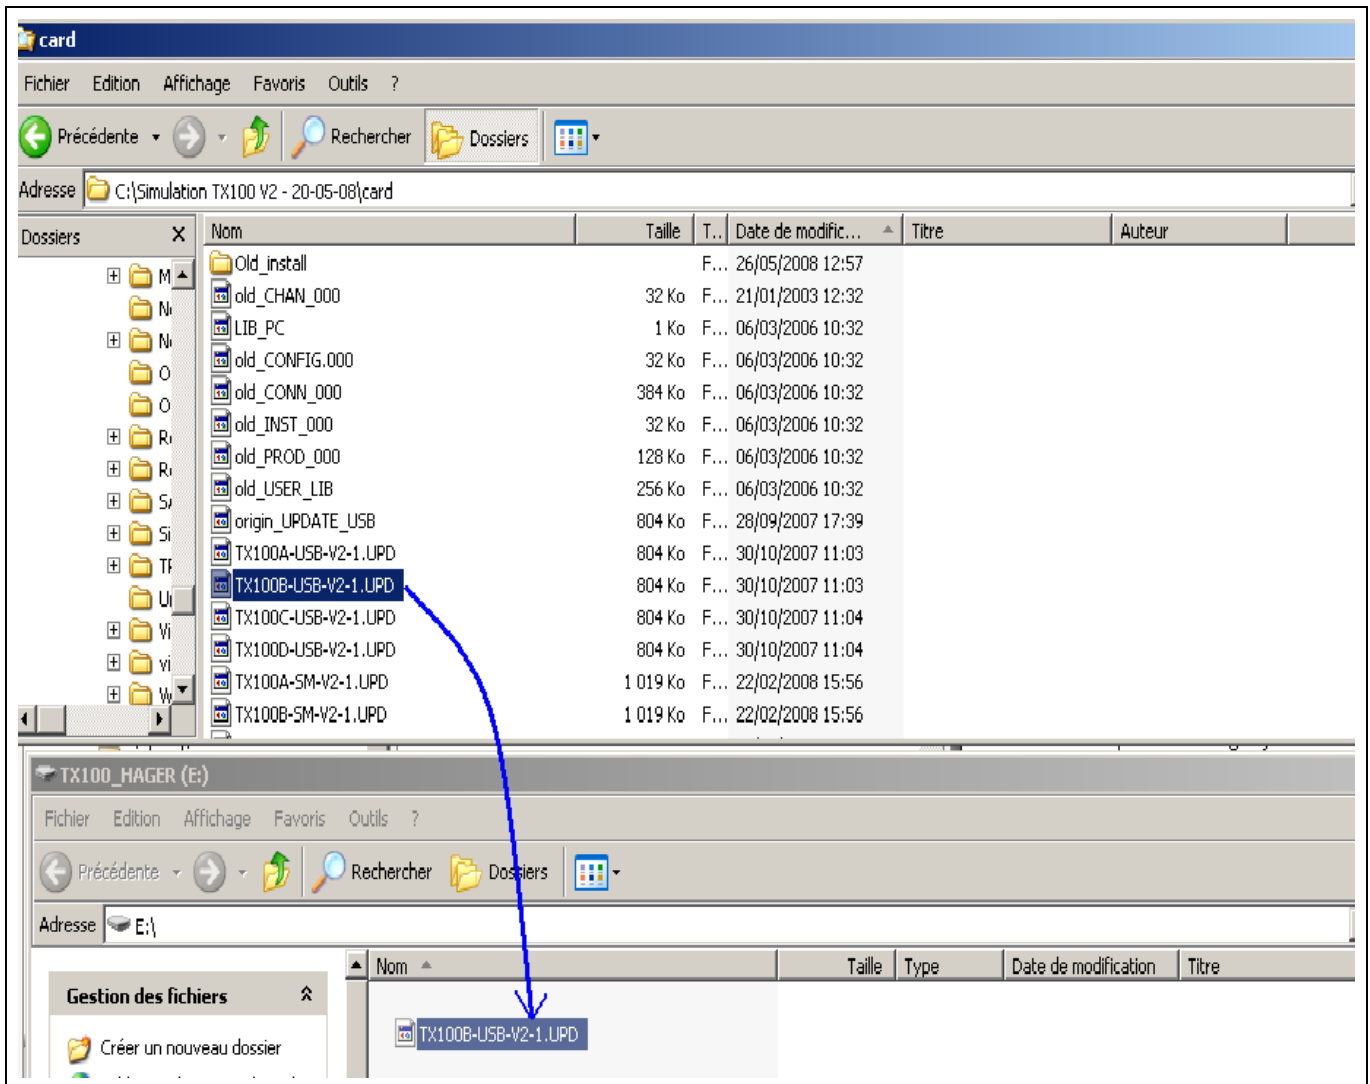 card
Fichier Edition Affichage Favoris Outils ?
Précédente Rechercher Dossiers
Adresse C:\Simulation TX100 V2 - 20-05-08\card
Dossiers X Nom Taille T... Date de modific... Titre Auteur
Old_install F... 26/05/2008 12:57
old_CHAN_000 32 Ko F... 21/01/2003 12:32
LIB_PC 1 Ko F... 06/03/2006 10:32
old_CONFIG.000 32 Ko F... 06/03/2006 10:32
old_CONN_000 384 Ko F... 06/03/2006 10:32
old_INST_000 32 Ko F... 06/03/2006 10:32
old_PROD_000 128 Ko F... 06/03/2006 10:32
old_USER_LIB 256 Ko F... 06/03/2006 10:32
origin_UPDATE_USB 804 Ko F... 28/09/2007 17:39
TX100A-USB-V2-1.UPD 804 Ko F... 30/10/2007 11:03
TX100B-USB-V2-1.UPD 804 Ko F... 30/10/2007 11:03
TX100C-USB-V2-1.UPD 804 Ko F... 30/10/2007 11:04
TX100D-USB-V2-1.UPD 804 Ko F... 30/10/2007 11:04
TX100A-SM-V2-1.UPD 1 019 Ko F... 22/02/2008 15:56
TX100B-SM-V2-1.UPD 1 019 Ko F... 22/02/2008 15:56
TX100_HAGER (E:)
Fichier Edition Affichage Favoris Outils ?
Précédente Rechercher Dossiers
Adresse E:\
Nom Taille Type Date de modification Titre
Gestion des fichiers
TX100B-USB-V2-1.UPD
Créer un nouveau dossier